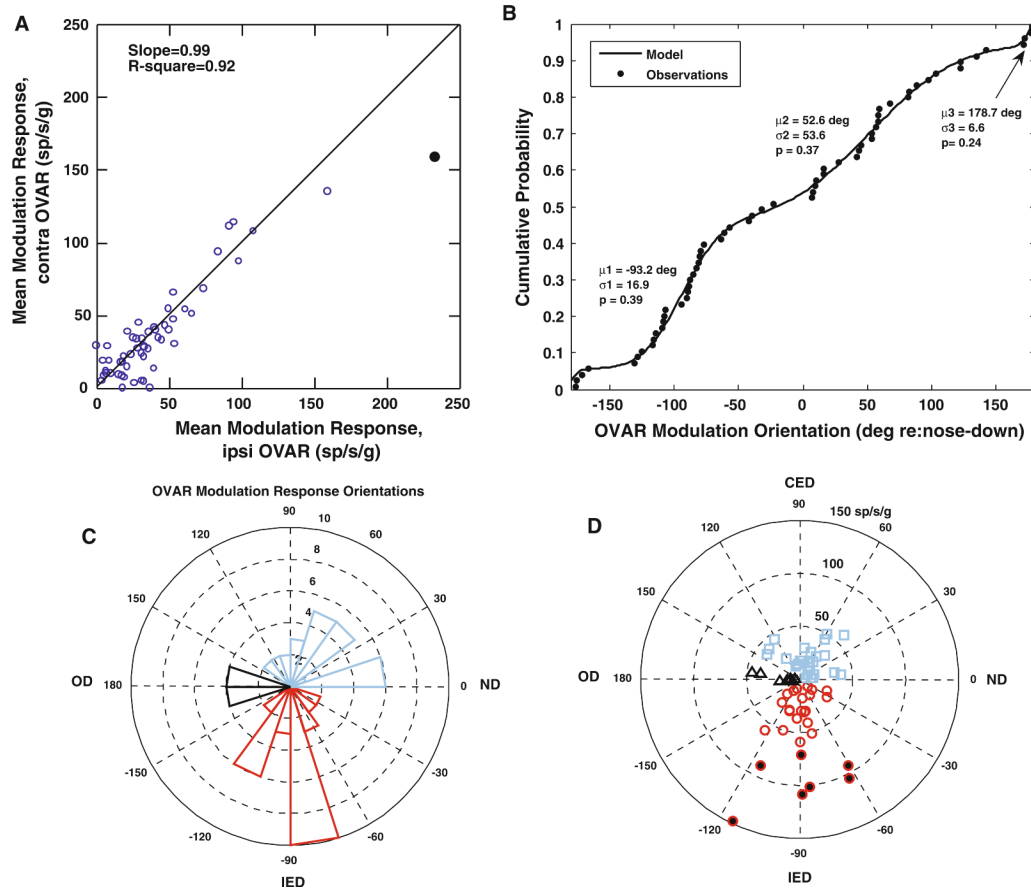 A
Slope=0.99
R-square=0.92
Mean Modulation Response,
contra OVAR (sp/s/g)
250
200
150
100
50
0
0 50 100 150 200 250
Mean Modulation Response,
ipsi OVAR (sp/s/g)
B
Model
Observations
μ1 = -93.2 deg
σ1 = 16.9
p = 0.39
μ2 = 52.6 deg
σ2 = 53.6
p = 0.37
μ3 = 178.7 deg
σ3 = 6.6
p= 0.24
Cumulative Probability
1
0.9
0.8
0.7
0.6
0.5
0.4
0.3
0.2
0.1
0
-150 -100 -50 0 50 100 150
OVAR Modulation Orientation (deg re:nose-down)
OVAR Modulation Response Orientations
C
90
10
120 60
8
6
150 30
4
2
OD 180 0 ND
-150 -30
-120 -60
-90
IED
D
CED
90
150 sp/s/g
120 60
100
150 30
50
OD 180 0 ND
-150 -30
-120 -60
-90
IED